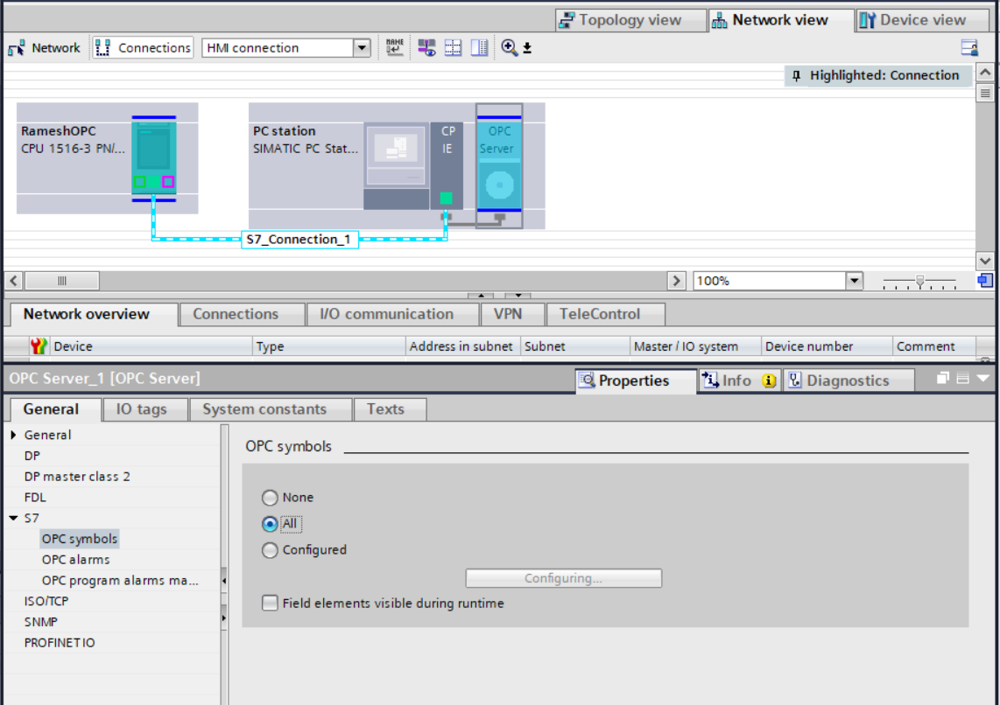 Topology view Network view Device view
Network Connections HMI connection
Highlighted: Connection
RameshOPC
CPU 1516-3 PN/...
PC station
SIMATIC PC Stat...
CP
IE
OPC
Server
S7_Connection_1
100%
Network overview Connections I/O communication VPN TeleControl
Device Type Address in subnet Subnet Master / IO system Device number Comment
OPC Server_1 [OPC Server] Properties Info Diagnostics
General IO tags System constants Texts
General
DP
DP master class 2
FDL
S7
OPC symbols
OPC alarms
OPC program alarms ma...
ISO/TCP
SNMP
PROFINET IO
OPC symbols
None
All
Configured
Configuring...
Field elements visible during runtime